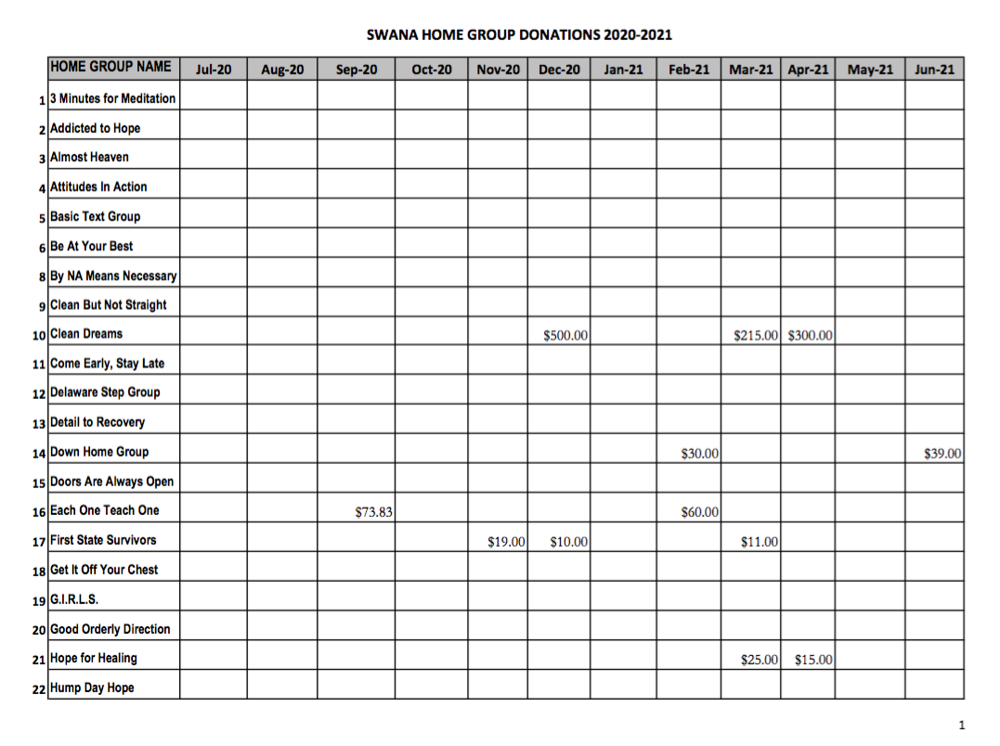 SWANA HOME GROUP DONATIONS 2020-2021
HOME GROUP NAME Jul-20 Aug-20 Sep-20 Oct-20 Nov-20 Dec-20 Jan-21 Feb-21 Mar-21 Apr-21 May-21 Jun-21
1 3 Minutes for Meditation
2 Addicted to Hope
3 Almost Heaven
4 Attitudes In Action
5 Basic Text Group
6 Be At Your Best
8 By NA Means Necessary
9 Clean But Not Straight
10 Clean Dreams $500.00 $215.00 $300.00
11 Come Early, Stay Late
12 Delaware Step Group
13 Detail to Recovery
14 Down Home Group $30.00 $39.00
15 Doors Are Always Open
16 Each One Teach One $73.83 $60.00
17 First State Survivors $19.00 $10.00 $11.00
18 Get It Off Your Chest
19 G.I.R.L.S.
20 Good Orderly Direction
21 Hope for Healing $25.00 $15.00
22 Hump Day Hope
1